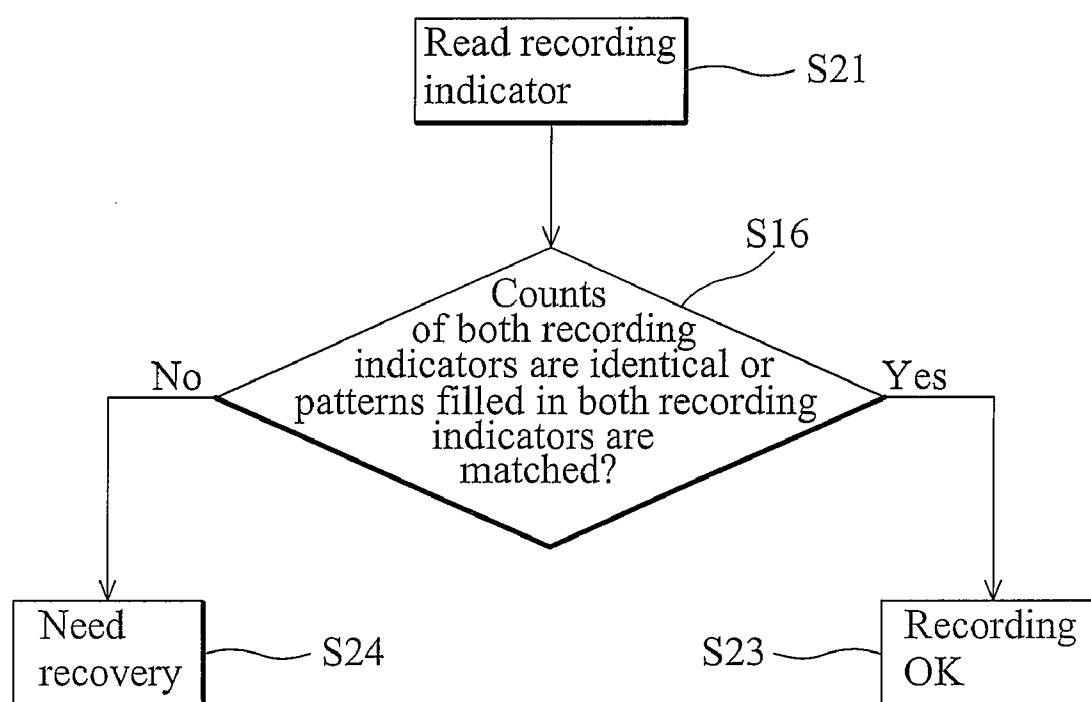 Read recording
indicator
S21
S16
Counts
of both recording
indicators are identical or
patterns filled in both recording
indicators are
matched?
No
Yes
Need
recovery
S24
S23
Recording
OK